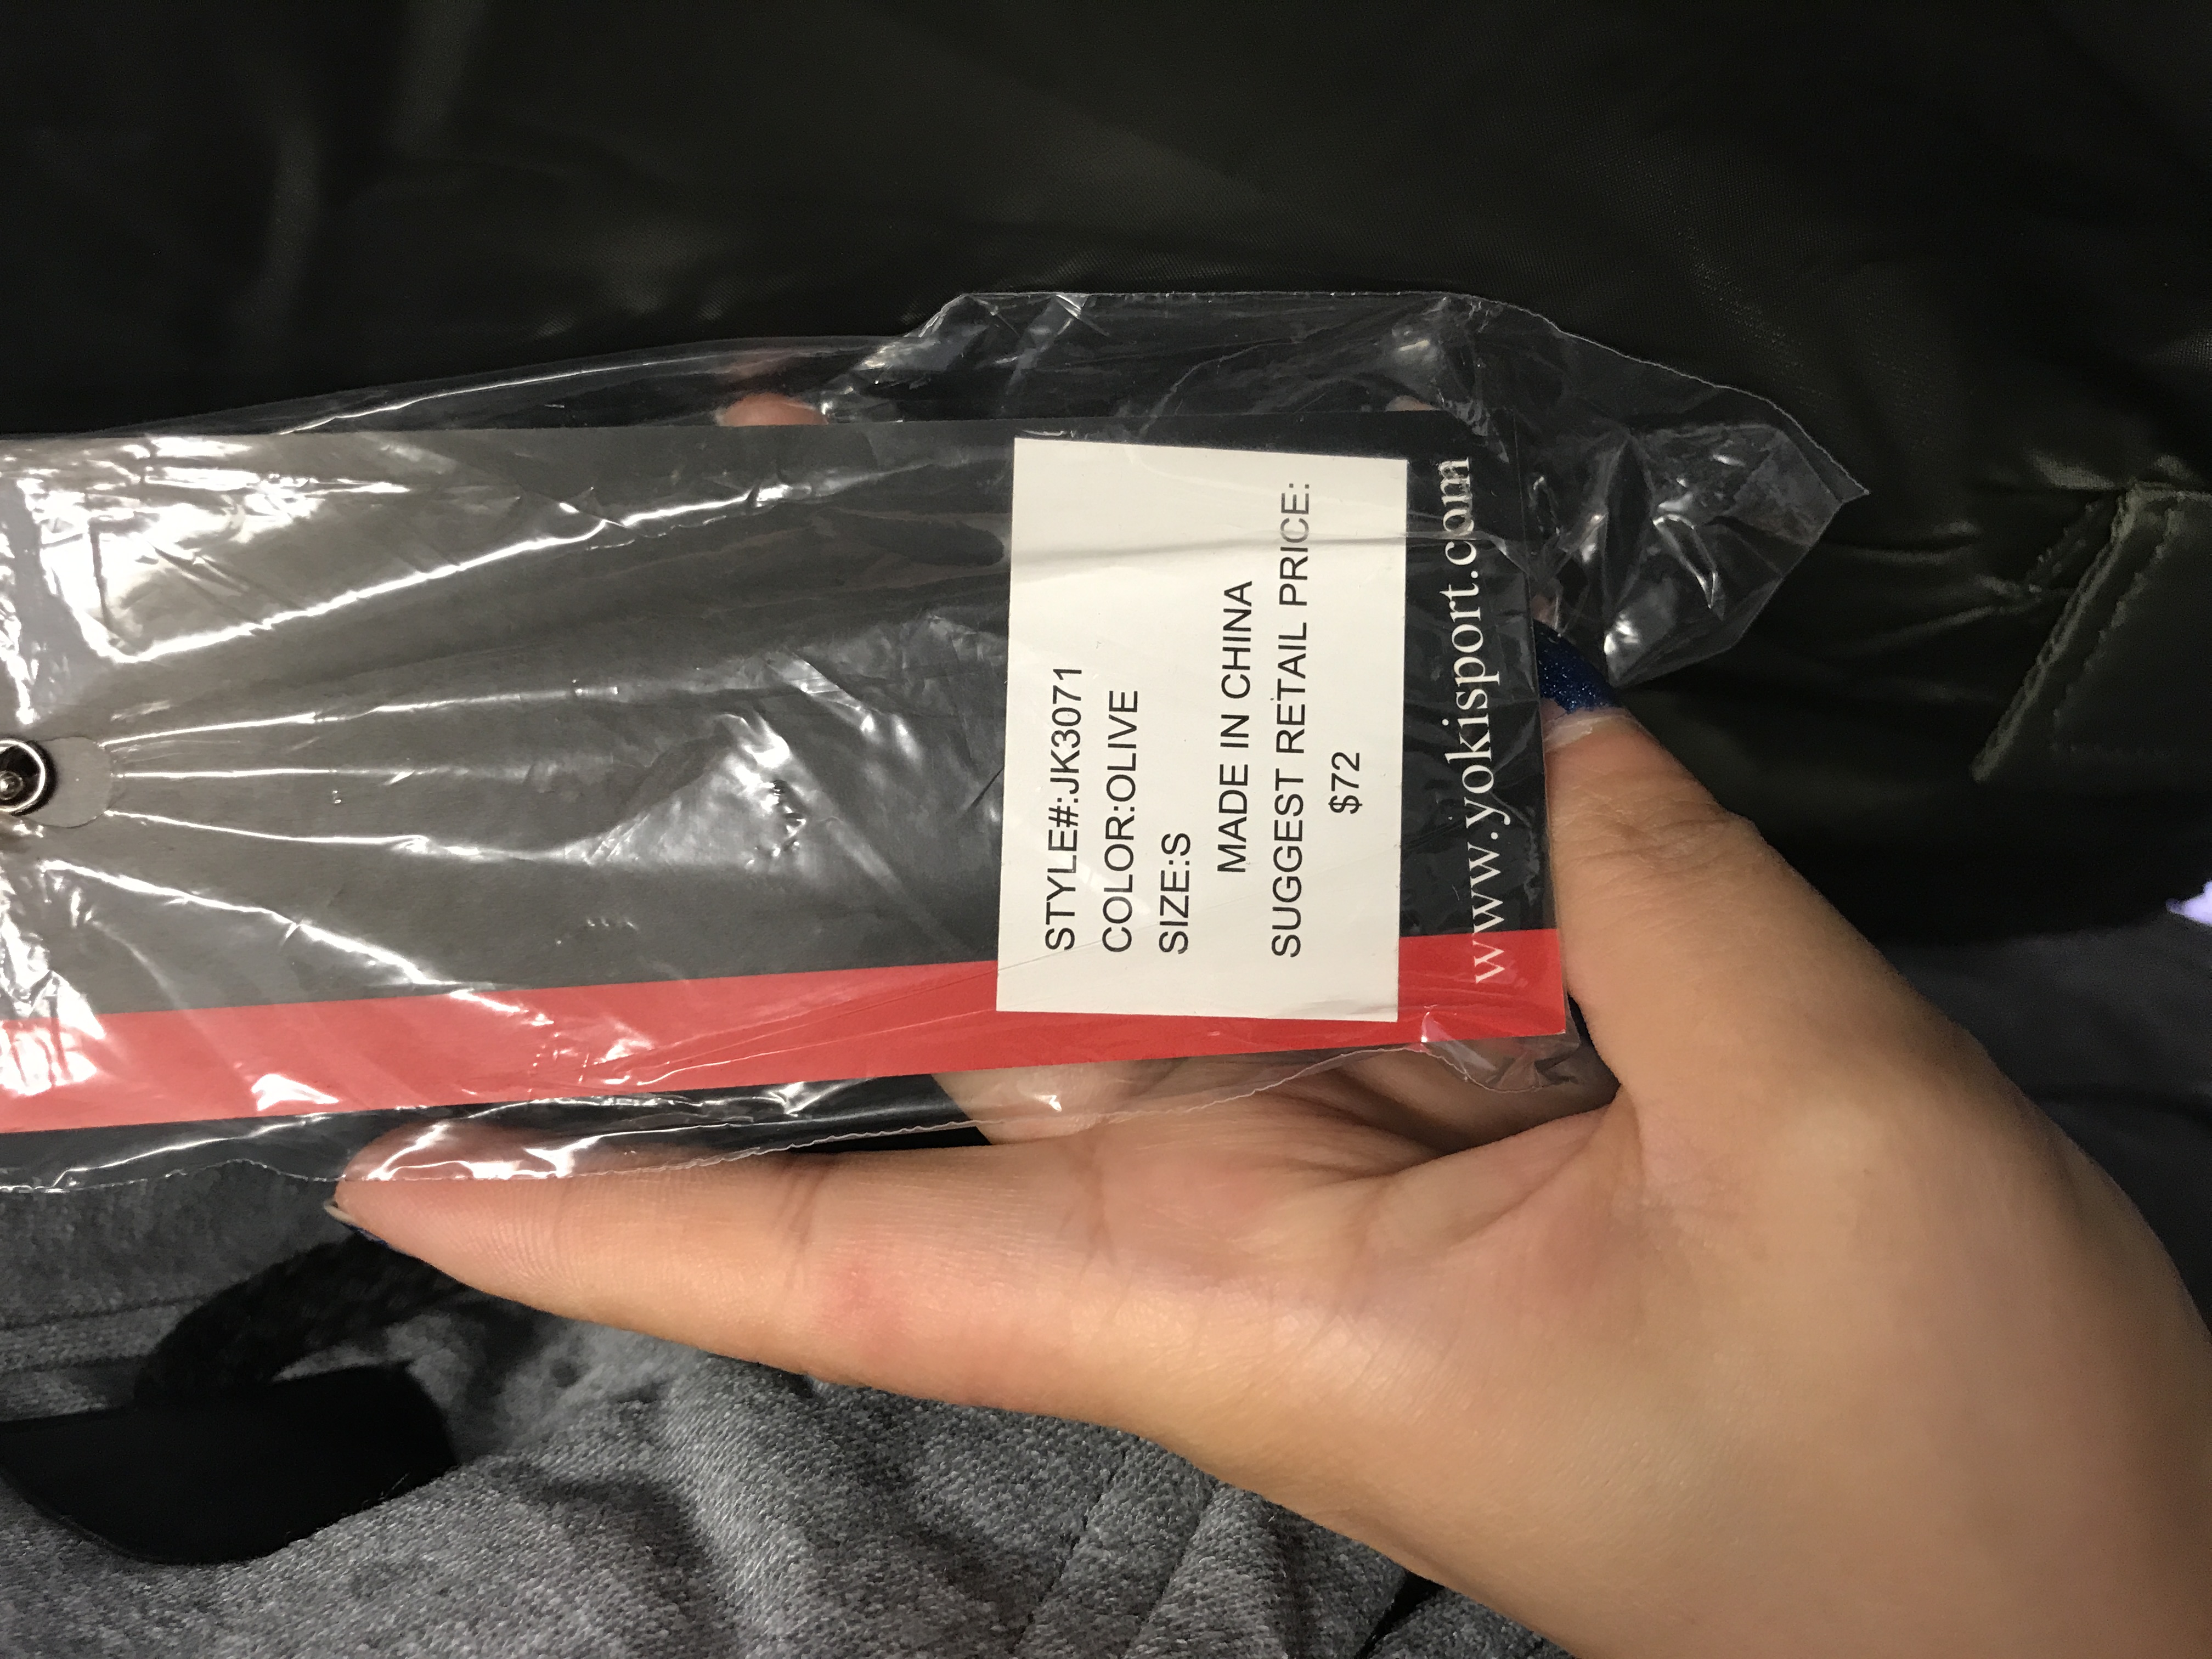 STYLE#:JK3071
COLOR:OLIVE
SIZE:S
MADE IN CHINA
SUGGEST RETAIL PRICE:
$72
www.yokisport.com